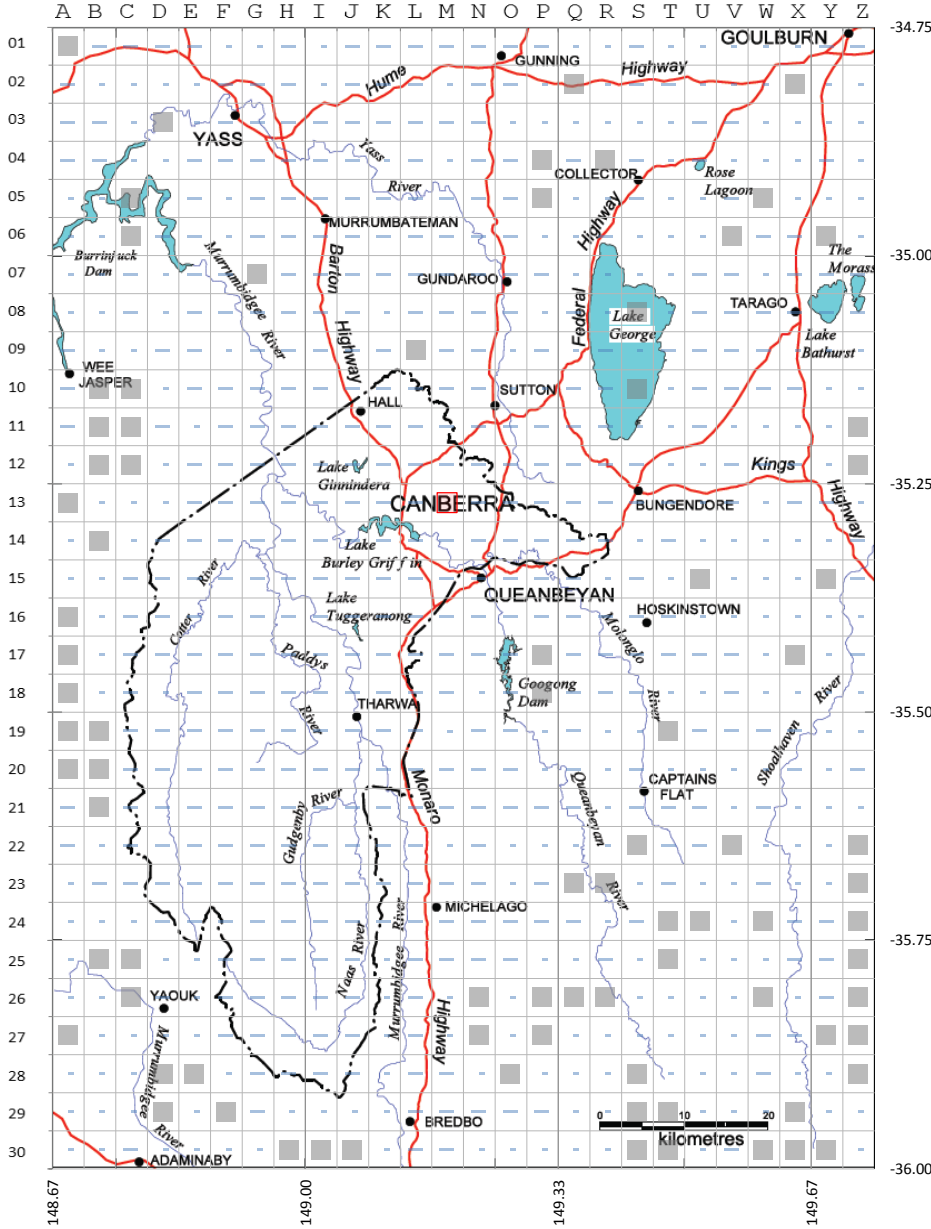 A B C D E F G H I J K L M N O P Q R S T U V W X Y Z
01
02
03
04
05
06
07
08
09
10
11
12
13
14
15
16
17
18
19
20
21
22
23
24
25
26
27
28
29
30
-34.75
-35.00
-35.25
-35.50
-35.75
-36.00
148.67
149.00
149.33
149.67
GOULBURN
GUNNING
Hume
Highway
YASS
Yass
River
COLLECTOR
Rose
Lagoon
MURRUMBATEMAN
Highway
Burrinjuck
Dam
Murrumbidgee
River
Barton
Highway
GUNDAROO
The
Morass
TARAGO
Federal
Lake
George
Lake
Bathurst
WEE
JASPER
SUTTON
HALL
Lake
Ginnindera
Kings
Highway
CANBERRA
BUNGENDORE
Lake
Burley Griffin
QUEANBEYAN
Cotter
River
Lake
Tuggeranong
HOSKINSTOWN
Molonglo
River
Paddys
River
Googong
Dam
River
Shoalhaven
THARWA
Monaro
CAPTAINS
FLAT
Queanbeyan
River
Gudgenby
River
MICHELAGO
Naas
River
Murrumbidgee
River
Highway
YAOUK
Murrumbidgee
River
BREDBO
ADAMINABY
0 10 20
kilometres